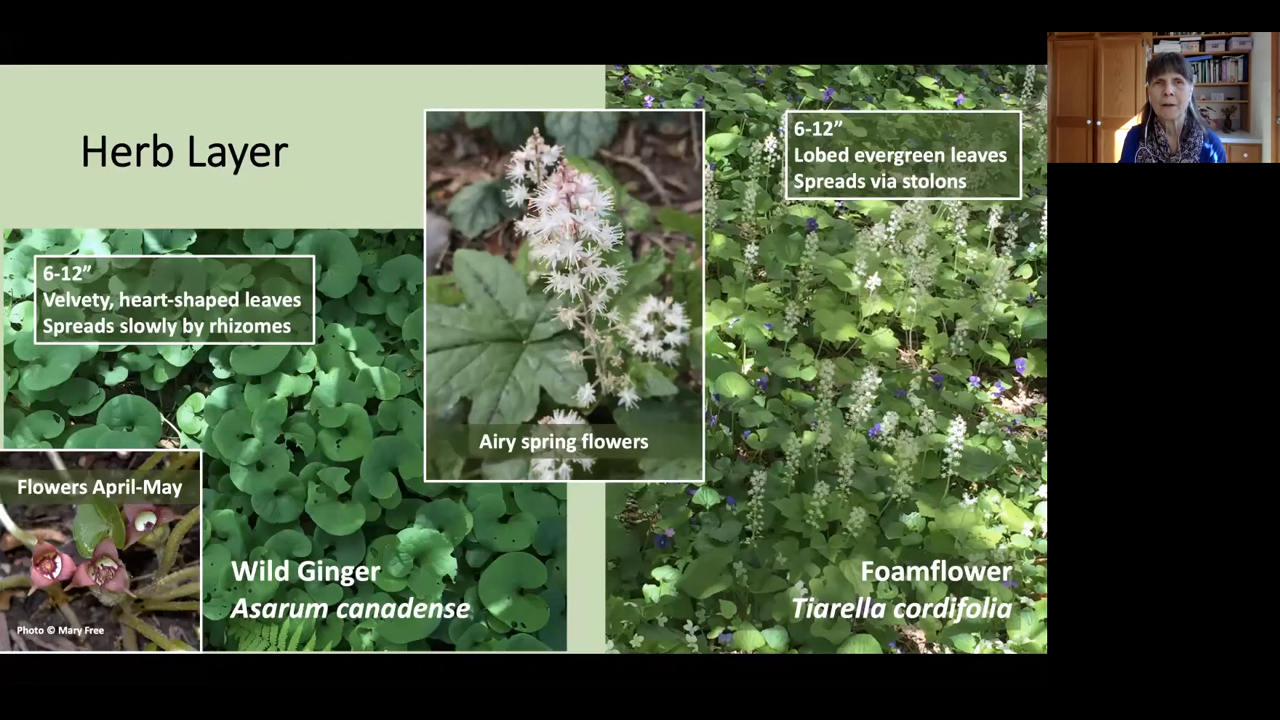 Herb Layer
6-12”
Velvety, heart-shaped leaves
Spreads slowly by rhizomes
Flowers April-May
Photo © Mary Free
Wild Ginger
Asarum canadense
Airy spring flowers
6-12”
Lobed evergreen leaves
Spreads via stolons
Foamflower
Tiarella cordifolia